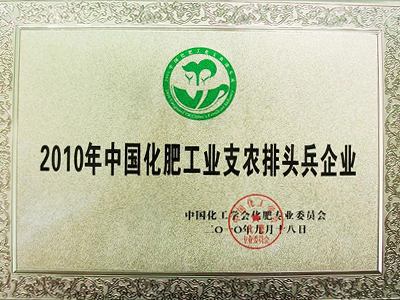 2010年中国化肥工业支农排头兵企业
中国化工学会化肥专业委员会
二〇一〇年九月十八日